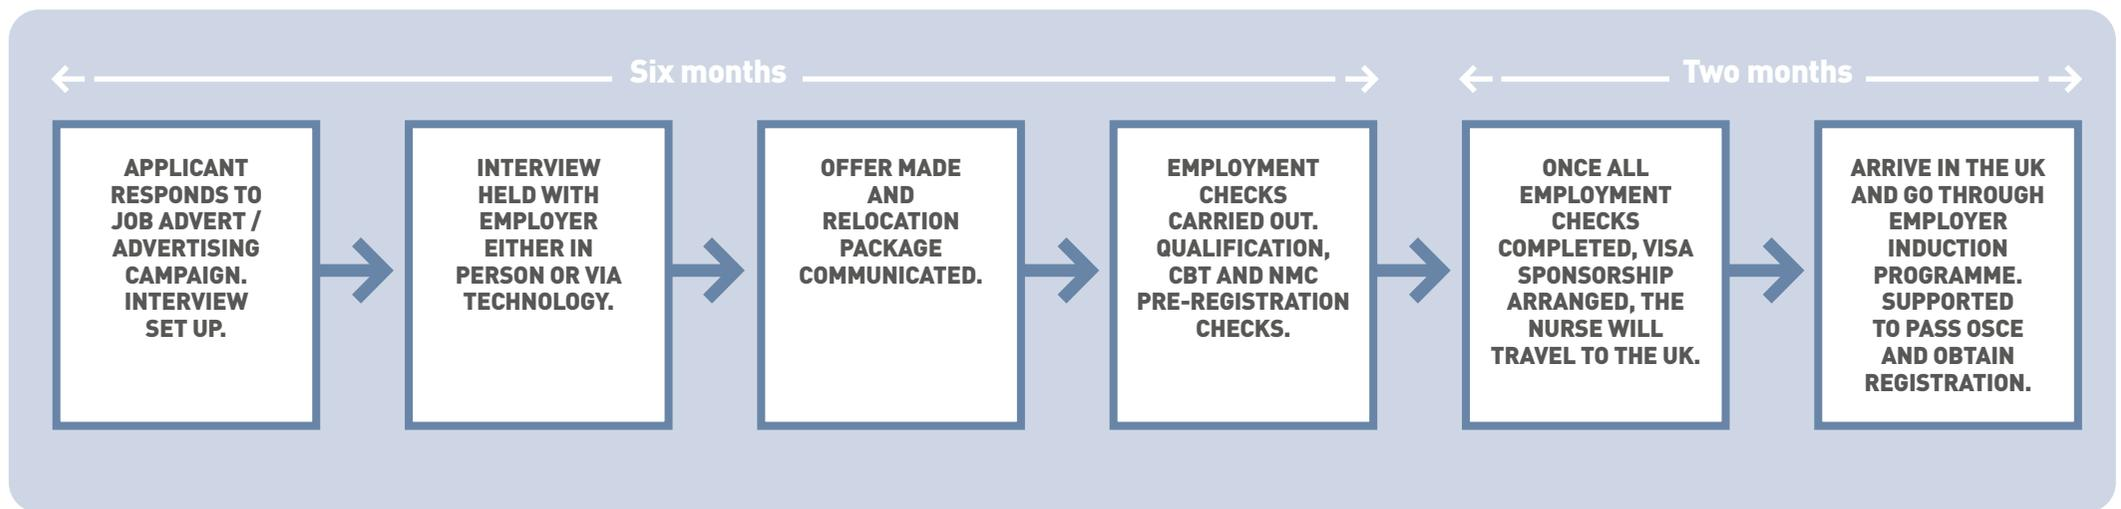 Six months
Two months
APPLICANT
RESPONDS TO
JOB ADVERT /
ADVERTISING
CAMPAIGN.
INTERVIEW
SET UP.
INTERVIEW
HELD WITH
EMPLOYER
EITHER IN
PERSON OR VIA
TECHNOLOGY.
OFFER MADE
AND
RELOCATION
PACKAGE
COMMUNICATED.
EMPLOYMENT
CHECKS
CARRIED OUT.
QUALIFICATION,
CBT AND NMC
PRE-REGISTRATION
CHECKS.
ONCE ALL
EMPLOYMENT
CHECKS
COMPLETED, VISA
SPONSORSHIP
ARRANGED, THE
NURSE WILL
TRAVEL TO THE UK.
ARRIVE IN THE UK
AND GO THROUGH
EMPLOYER
INDUCTION
PROGRAMME.
SUPPORTED
TO PASS OSCE
AND OBTAIN
REGISTRATION.